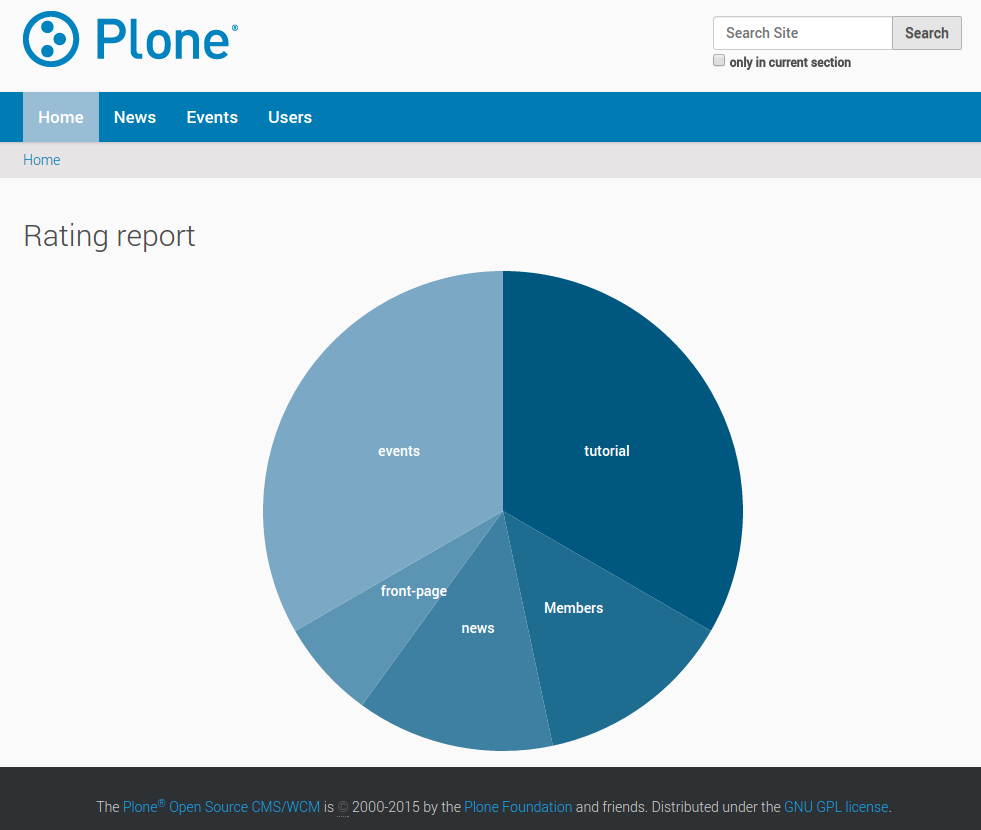 Plone®
Search Site
Search
only in current section
Home
News
Events
Users
Home
Rating report
events
tutorial
front-page
Members
news
The Plone® Open Source CMS/WCM is © 2000-2015 by the Plone Foundation and friends. Distributed under the GNU GPL license.